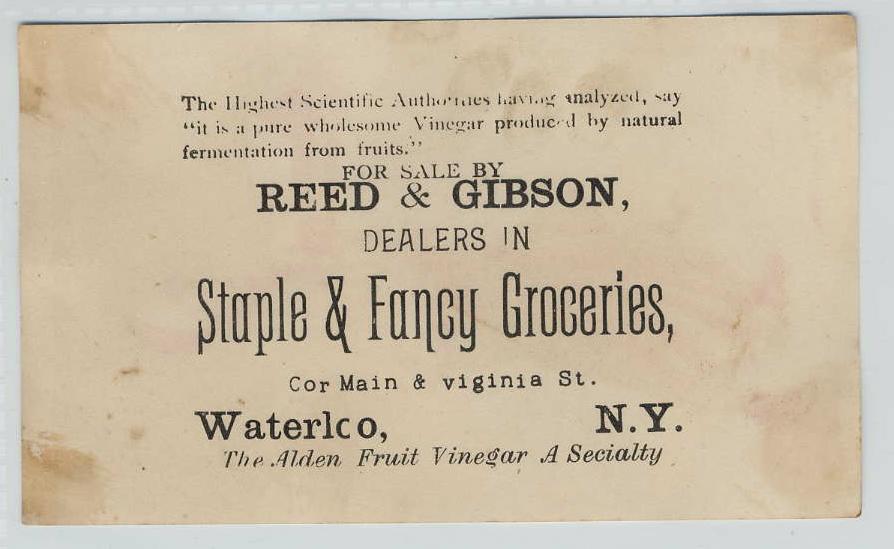 The Highest Scientific Authorities having analyzed, say
"it is a pure wholesome Vinegar produced by natural
fermentation from fruits."
FOR SALE BY
REED & GIBSON,
DEALERS IN
Staple & Fancy Groceries,
Cor Main & viginia St.
Waterlco, N.Y.
The Alden Fruit Vinegar A Secialty